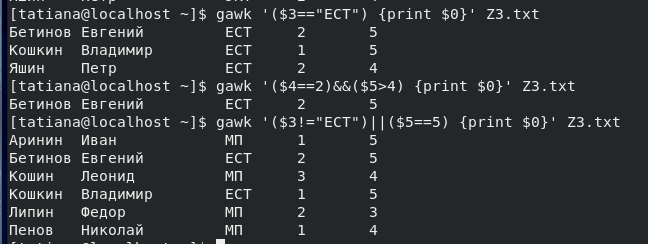 [tatiana@localhost ~]$ gawk '($3=="ЕСТ") {print $0}' Z3.txt
Бетинов Евгений ЕСТ 2 5
Кошкин Владимир ЕСТ 1 5
Яшин Петр ЕСТ 2 4
[tatiana@localhost ~]$ gawk '($4==2)&&($5>4) {print $0}' Z3.txt
Бетинов Евгений ЕСТ 2 5
[tatiana@localhost ~]$ gawk '($3!="ЕСТ")||($5==5) {print $0}' Z3.txt
Аринин Иван МП 1 5
Бетинов Евгений ЕСТ 2 5
Кошин Леонид МП 3 4
Кошкин Владимир ЕСТ 1 5
Липин Федор МП 2 3
Пенов Николай МП 1 4